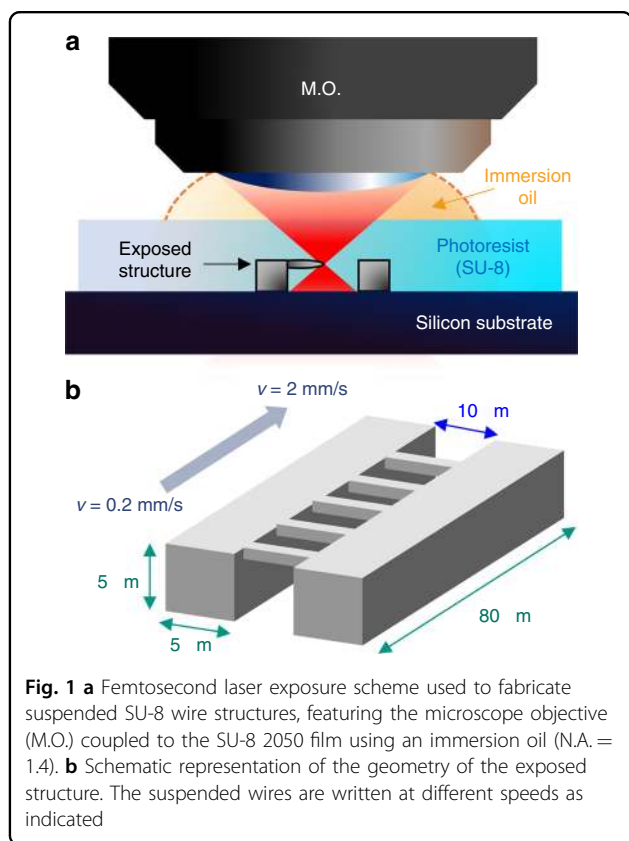 a
M.O.
Immersion
oil
Exposed
structure
Photoresist
(SU-8)
Silicon substrate
b
v = 2 mm/s
10 m
v = 0.2 mm/s
5 m
5 m
80 m
Fig. 1 a Femtosecond laser exposure scheme used to fabricate
suspended SU-8 wire structures, featuring the microscope objective
(M.O.) coupled to the SU-8 2050 film using an immersion oil (N.A. =
1.4). b Schematic representation of the geometry of the exposed
structure. The suspended wires are written at different speeds as
indicated